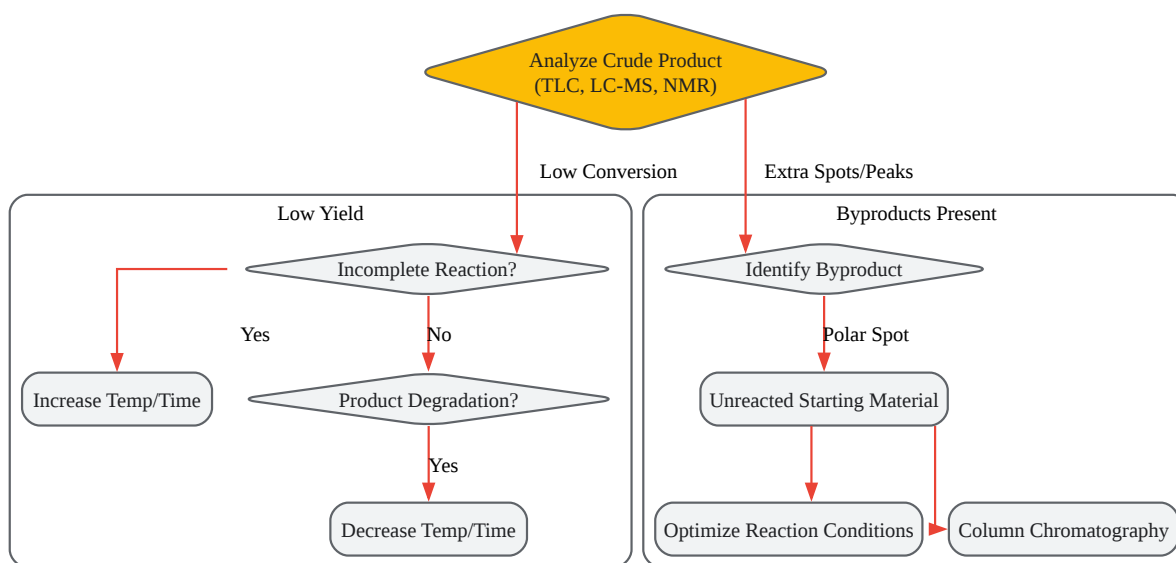 Analyze Crude Product
(TLC, LC-MS, NMR)
Low Conversion
Extra Spots/Peaks
Low Yield
Byproducts Present
Incomplete Reaction?
Identify Byproduct
Yes
No
Polar Spot
Increase Temp/Time
Product Degradation?
Unreacted Starting Material
Yes
Decrease Temp/Time
Optimize Reaction Conditions
Column Chromatography